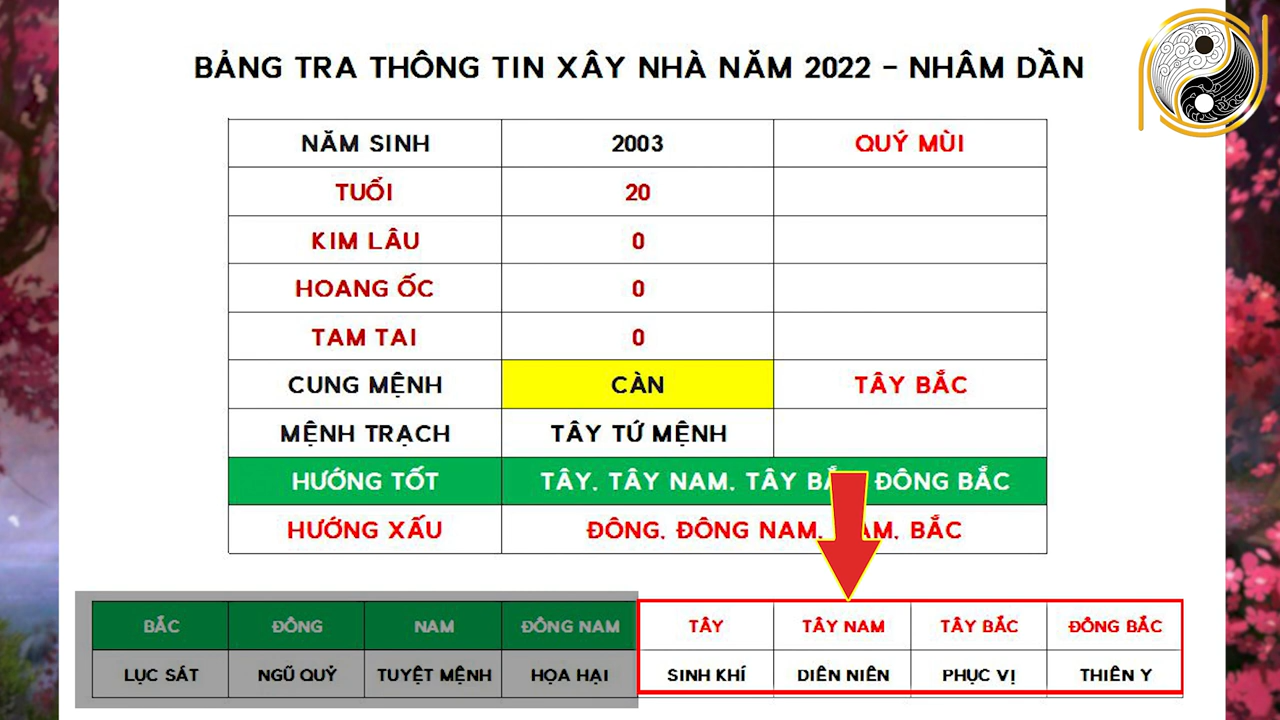 BẢNG TRA THÔNG TIN XÂY NHÀ NĂM 2022 - NHÂM DẦN
NĂM SINH 2003 QUÝ MÙI
TUỔI 20
KIM LÂU 0
HOANG ỐC 0
TAM TAI 0
CUNG MỆNH CÀN TÂY BẮC
MỆNH TRẠCH TÂY TỨ MỆNH
HƯỚNG TỐT TÂY, TÂY NAM, TÂY ĐÔNG BẮC
HƯỚNG XẤU ĐÔNG, ĐÔNG NAM, BẮC
BẮC ĐÔNG NAM ĐÔNG NAM TÂY TÂY NAM TÂY BẮC ĐÔNG BẮC
LỤC SÁT NGŨ QUỶ TUYỆT MỆNH HỌA HẠI SINH KHÍ DIÊN NIÊN PHỤC VỊ THIÊN Y